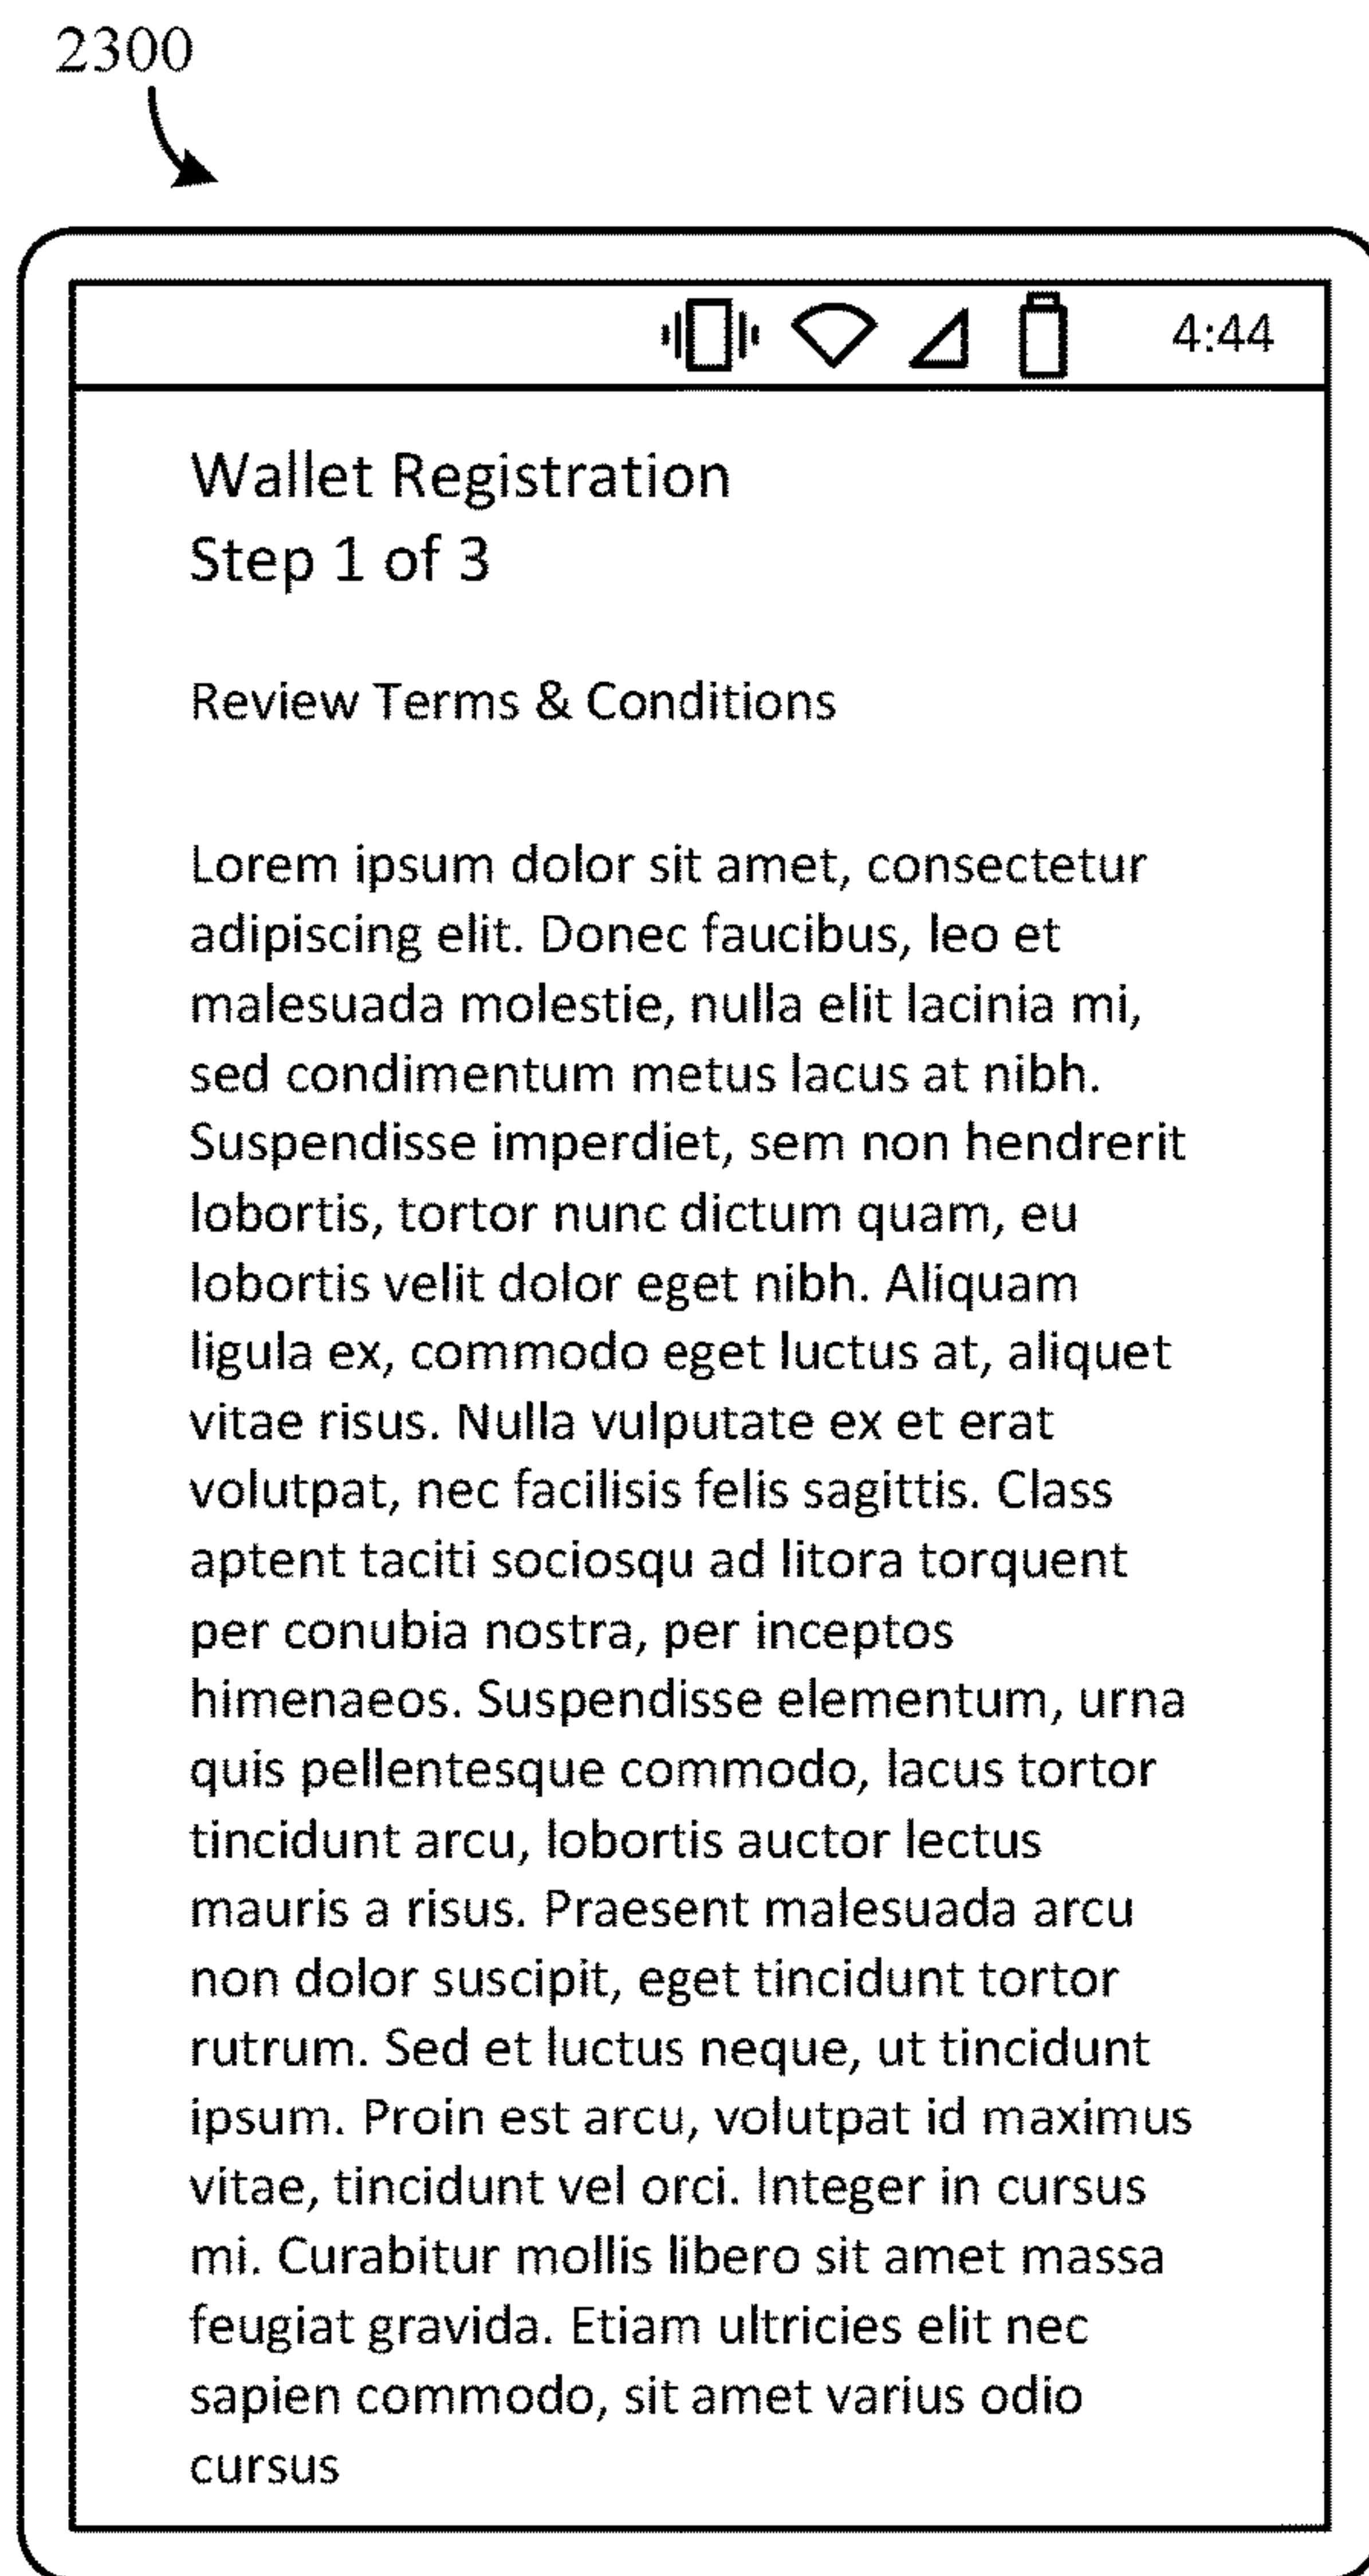 2300
4:44
Wallet Registration
Step 1 of 3
Review Terms & Conditions
Lorem ipsum dolor sit amet, consectetur
adipiscing elit. Donec faucibus, leo et
malesuada molestie, nulla elit lacinia mi,
sed condimentum metus lacus at nibh.
Suspendisse imperdiet, sem non hendrerit
lobortis, tortor nunc dictum quam, eu
lobortis velit dolor eget nibh. Aliquam
ligula ex, commodo eget luctus at, aliquet
vitae risus. Nulla vulputate ex et erat
volutpat, nec facilisis felis sagittis. Class
aptent taciti sociosqu ad litora torquent
per conubia nostra, per inceptos
himenaeos. Suspendisse elementum, urna
quis pellentesque commodo, lacus tortor
tincidunt arcu, lobortis auctor lectus
mauris a risus. Praesent malesuada arcu
non dolor suscipit, eget tincidunt tortor
rutrum. Sed et luctus neque, ut tincidunt
ipsum. Proin est arcu, volutpat id maximus
vitae, tincidunt vel orci. Integer in cursus
mi. Curabitur mollis libero sit amet massa
feugiat gravida. Etiam ultricies elit nec
sapien commodo, sit amet varius odio
cursus